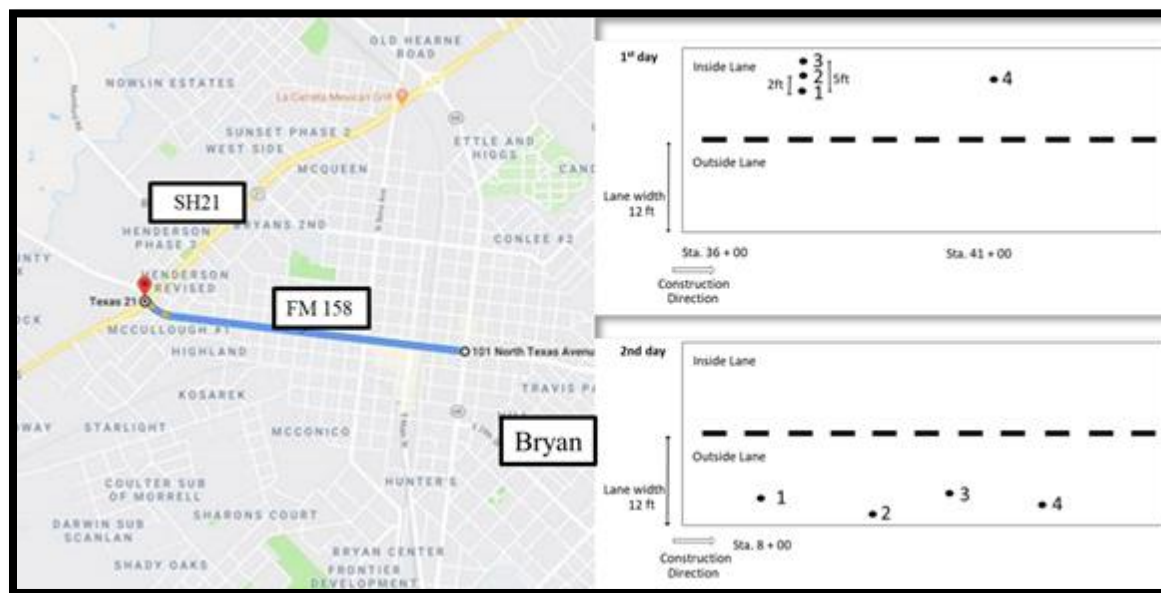 OLD HEARNE
ROAD
NOWLIN ESTATES
La Carreta Mexican Grill
SUNSET PHASE 2
WEST SIDE
ETTLE AND
HIGGS
MCQUEEN
SH21
BRYANS 2ND
HENDERSON
PHASE 3
CONLEE #2
HENDERSON
REVISED
Texas 21
FM 158
MCCULLOUGH #1
HIGHLAND
101 North Texas Avenu
TRAVIS PA
KOSAREK
STARLIGHT
MCCONICO
Bryan
COULTER SUB
OF MORRELL
HUNTER'S
SHARONS COURT
DARWIN SUB
SCANLAN
SHADY OAKS
BRYAN CENTER
FRONTIER
DEVELOPMENT
1st day
Inside Lane
3
2
1
2ft
5ft
4
Outside Lane
Lane width
12 ft
Sta. 36 + 00
Sta. 41 + 00
Construction
Direction
2nd day
Inside Lane
Outside Lane
Lane width
12 ft
1
2
3
4
Sta. 8 + 00
Construction
Direction